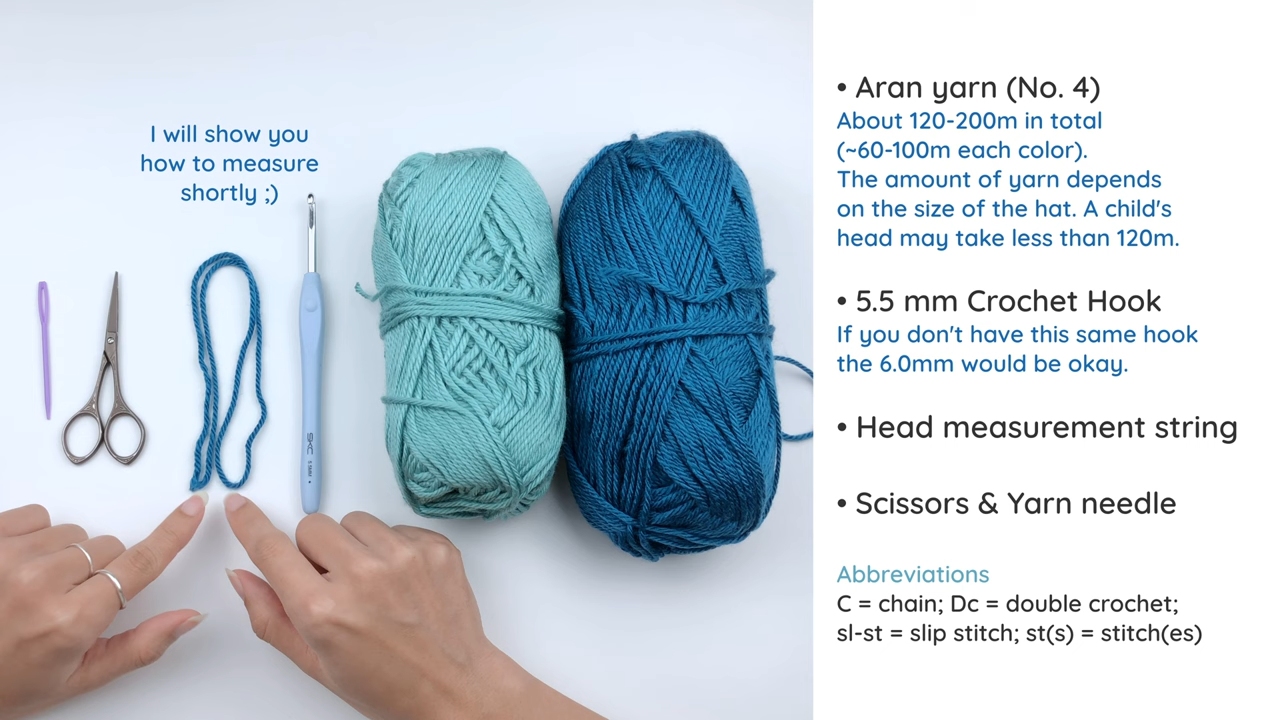 I will show you
how to measure
shortly ;)
• Aran yarn (No. 4)
About 120-200m in total
(~60-100m each color).
The amount of yarn depends
on the size of the hat. A child's
head may take less than 120m.
• 5.5 mm Crochet Hook
If you don't have this same hook
the 6.0mm would be okay.
• Head measurement string
• Scissors & Yarn needle
Abbreviations
C = chain; Dc = double crochet;
sl-st = slip stitch; st(s) = stitch(es)